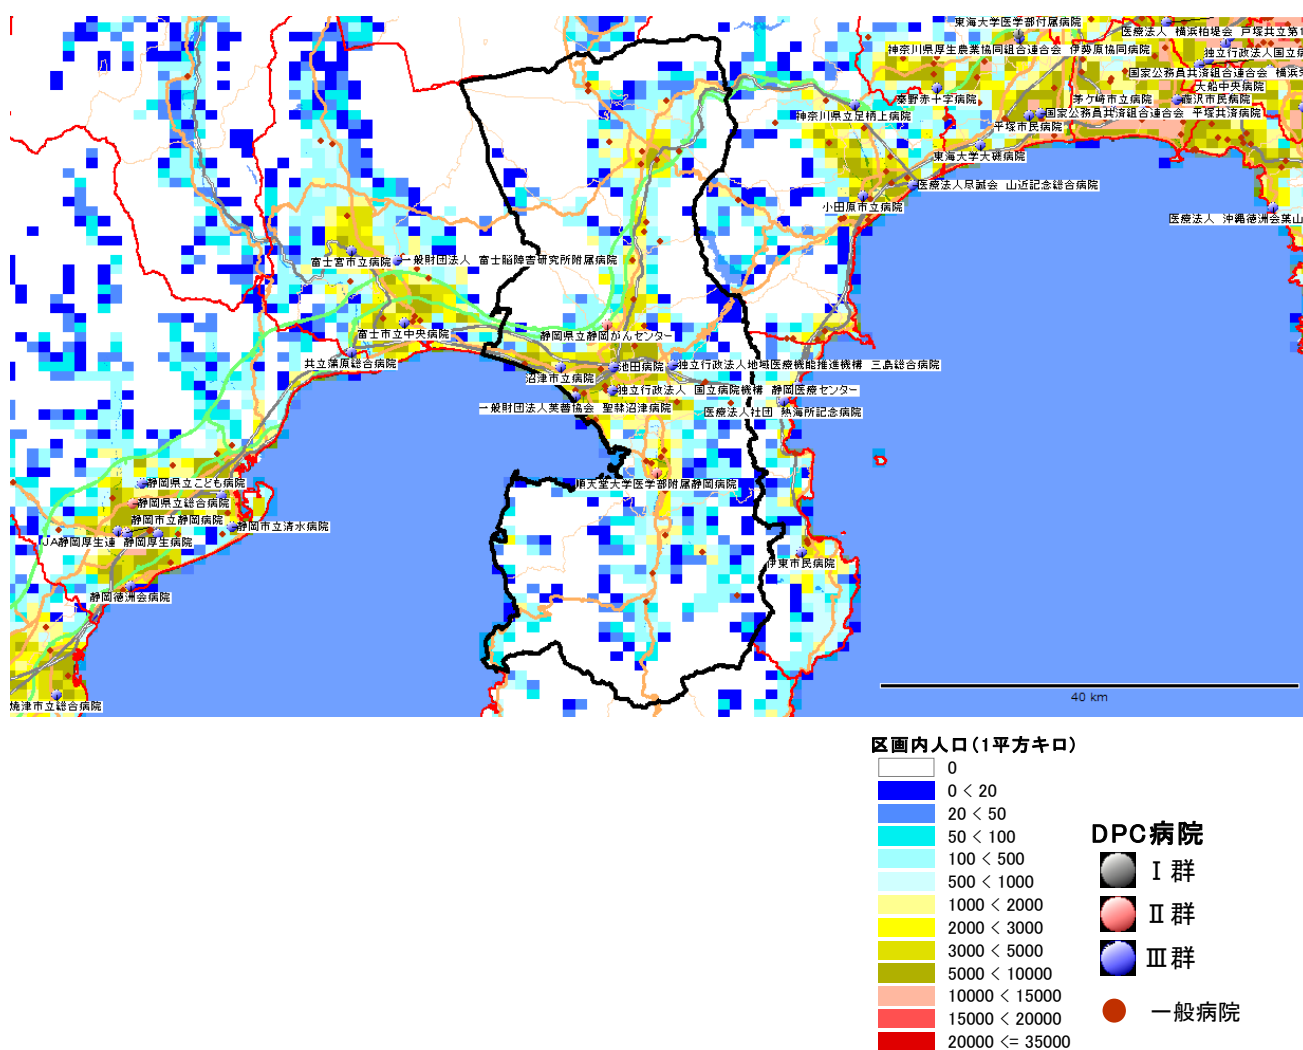 東海大学医学部付属病院
医療法人 横浜柏堤会 戸塚共立第1
神奈川県厚生農業協同組合連合会 伊勢原協同病院
独立行政法人国立病
国家公務員共済組合連合会 横浜
大船中央病院
秦野赤十字病院
茅ケ崎市立病院
藤沢市民病院
神奈川県立足柄上病院
国家公務員共済組合連合会 平塚共済病院
平塚市民病院
東海大学大磯病院
医療法人尽誠会 山近記念総合病院
小田原市立病院
医療法人 沖縄徳洲会葉山
富士宮市立病院
一般財団法人 富士脳障害研究所附属病院
富士市立中央病院
静岡県立静岡がんセンター
共立蒲原総合病院
池田病院
独立行政法人地域医療機能推進機構 三島総合病院
沼津市立病院
独立行政法人 国立病院機構 静岡医療センター
一般財団法人芙蓉協会 聖隷沼津病院
医療法人社団 熱海所記念病院
静岡県立こども病院
順天堂大学医学部附属静岡病院
静岡県立総合病院
静岡市立静岡病院
静岡市立清水病院
JA静岡厚生連 静岡厚生病院
伊東市民病院
静岡徳洲会病院
焼津市立総合病院
40 km
区画内人口(1平方キロ)
0
0 < 20
20 < 50
50 < 100
100 < 500
500 < 1000
1000 < 2000
2000 < 3000
3000 < 5000
5000 < 10000
10000 < 15000
15000 < 20000
20000 <= 35000
DPC病院
Ⅰ群
Ⅱ群
Ⅲ群
一般病院